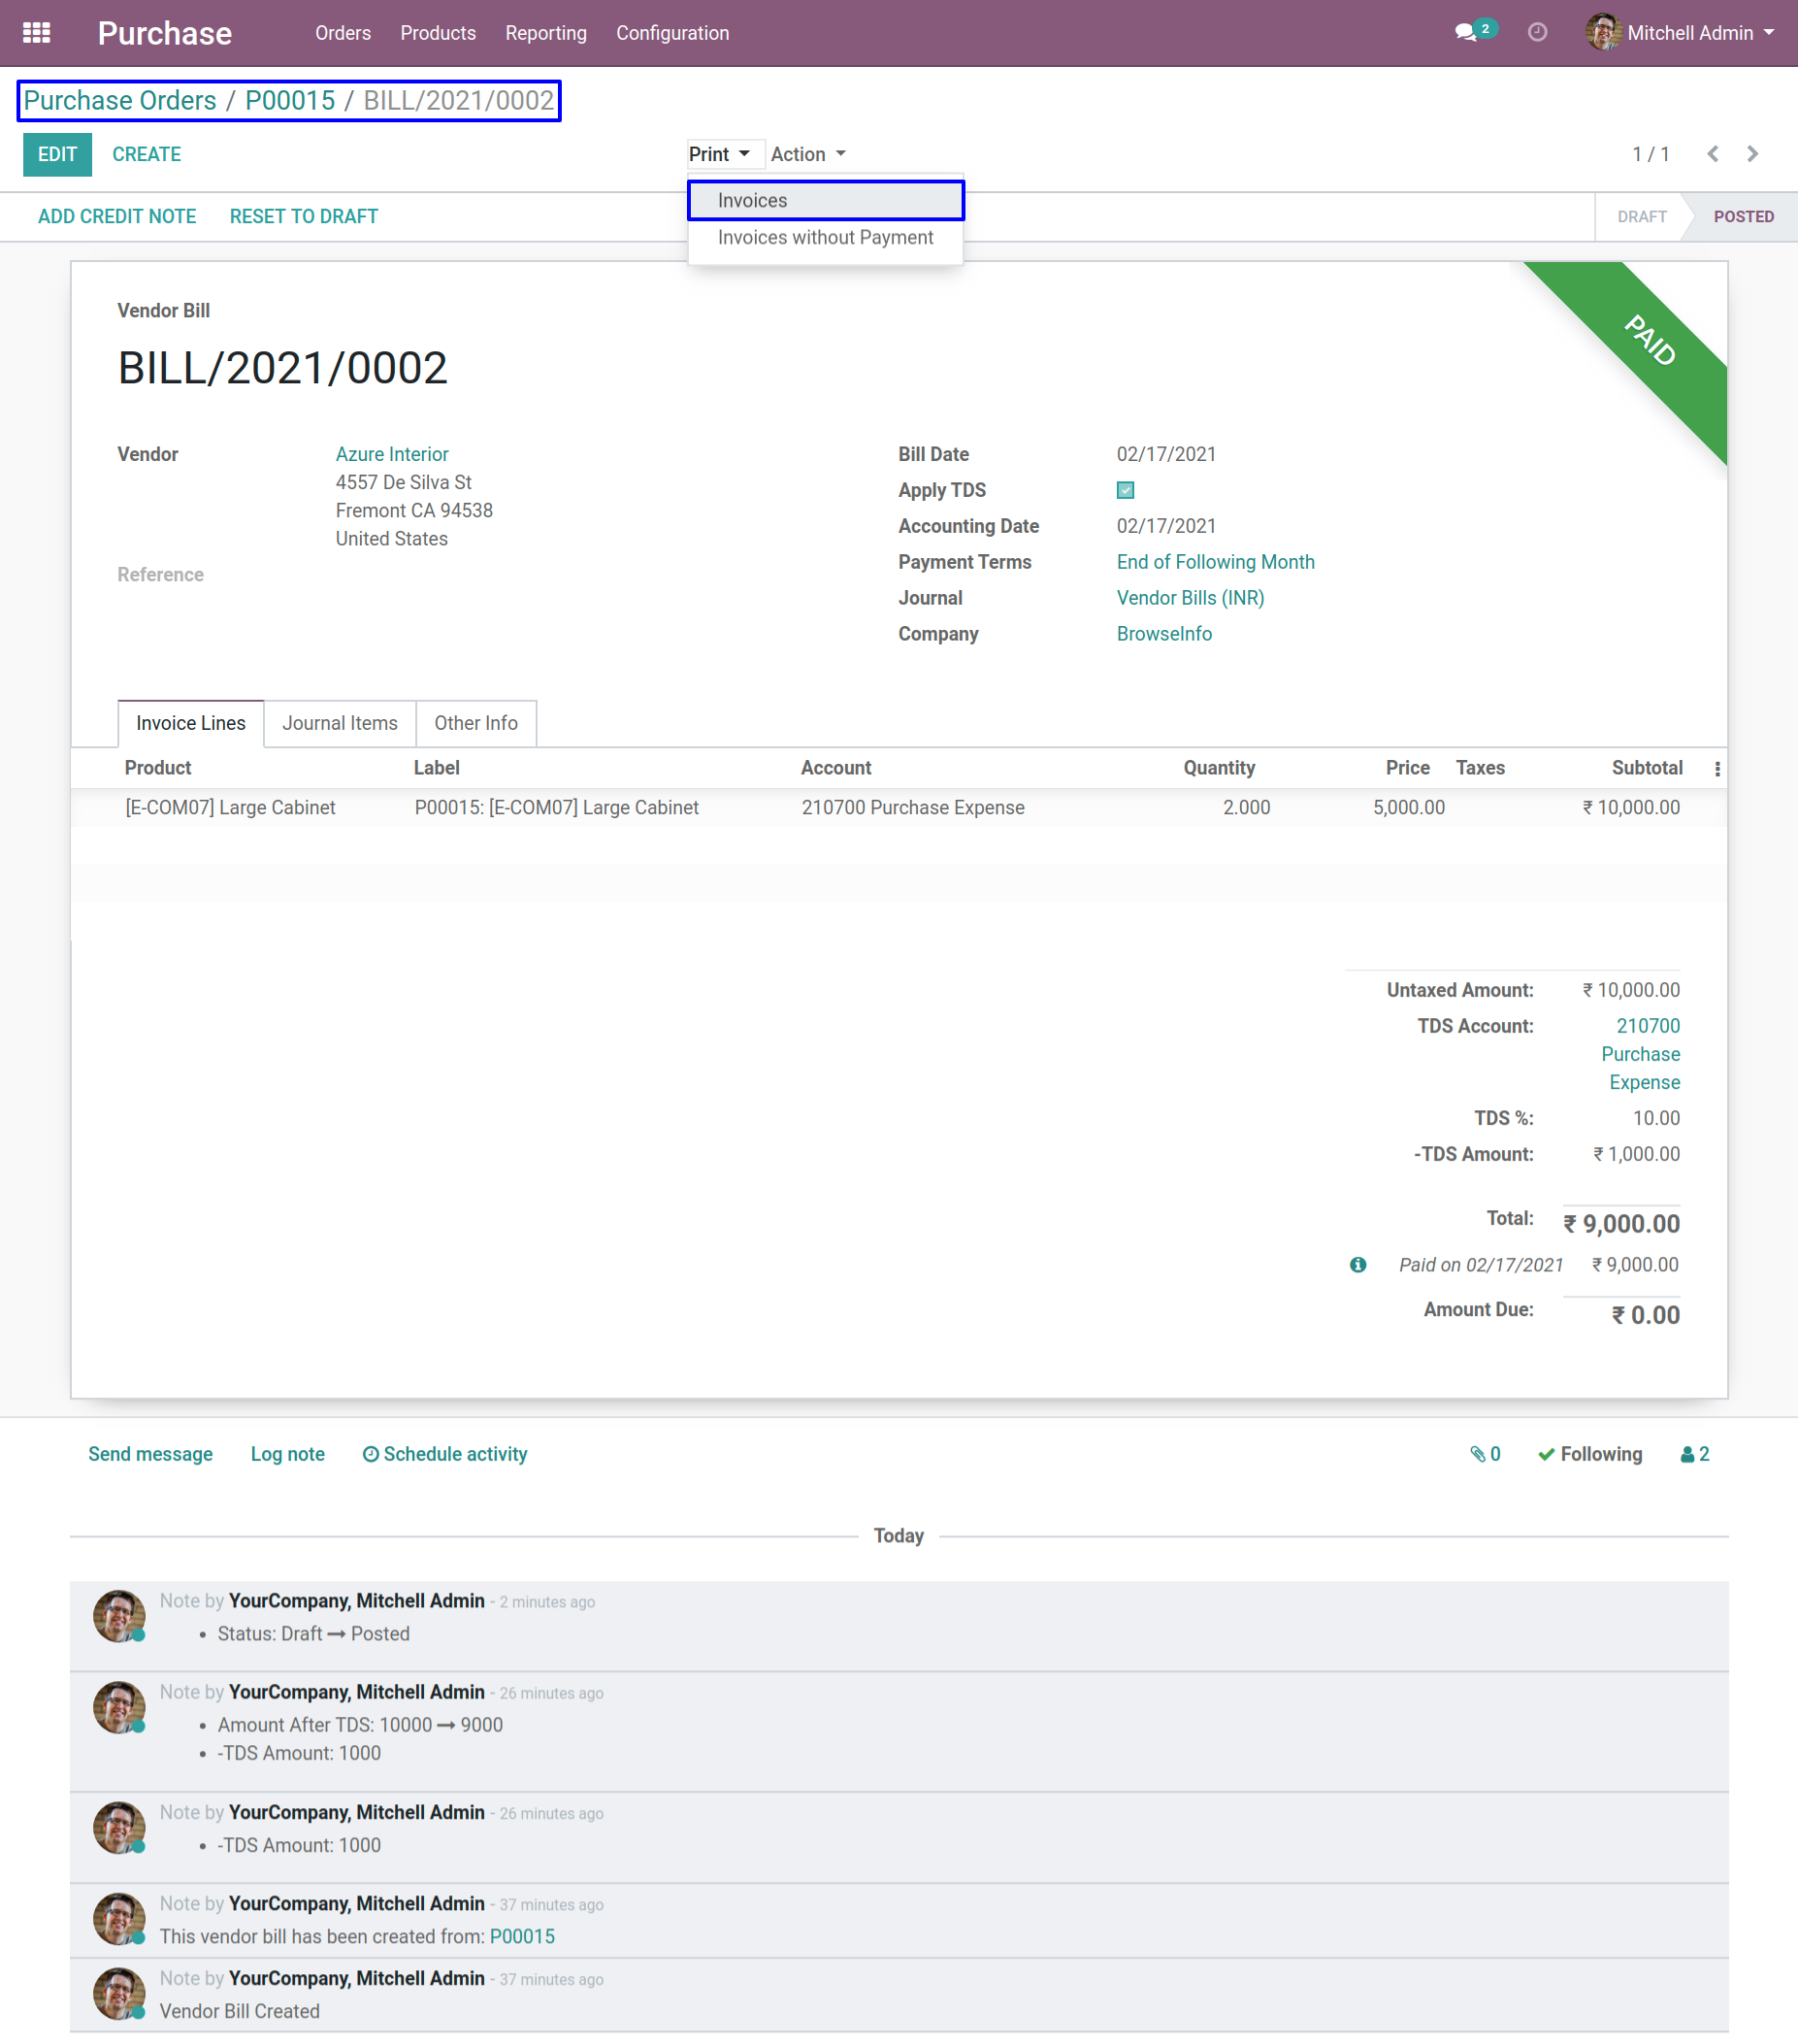 Purchase Orders Products Reporting Configuration 2 Mitchell Admin
Purchase Orders / P00015 / BILL/2021/0002
EDIT CREATE Print Action 1 / 1
Invoices
Invoices without Payment
ADD CREDIT NOTE RESET TO DRAFT DRAFT POSTED
PAID
Vendor Bill
BILL/2021/0002
Vendor Azure Interior
4557 De Silva St
Fremont CA 94538
United States
Reference
Bill Date 02/17/2021
Apply TDS
Accounting Date 02/17/2021
Payment Terms End of Following Month
Journal Vendor Bills (INR)
Company BrowseInfo
Invoice Lines Journal Items Other Info
Product Label Account Quantity Price Taxes Subtotal
[E-COM07] Large Cabinet P00015: [E-COM07] Large Cabinet 210700 Purchase Expense 2.000 5,000.00 ₹ 10,000.00
Untaxed Amount: ₹ 10,000.00
TDS Account: 210700
Purchase
Expense
TDS %: 10.00
-TDS Amount: ₹ 1,000.00
Total: ₹ 9,000.00
Paid on 02/17/2021 ₹ 9,000.00
Amount Due: ₹ 0.00
Send message Log note Schedule activity 0 Following 2
Today
Note by YourCompany, Mitchell Admin - 2 minutes ago
• Status: Draft → Posted
Note by YourCompany, Mitchell Admin - 26 minutes ago
• Amount After TDS: 10000 → 9000
• -TDS Amount: 1000
Note by YourCompany, Mitchell Admin - 26 minutes ago
• -TDS Amount: 1000
Note by YourCompany, Mitchell Admin - 37 minutes ago
This vendor bill has been created from: P00015
Note by YourCompany, Mitchell Admin - 37 minutes ago
Vendor Bill Created